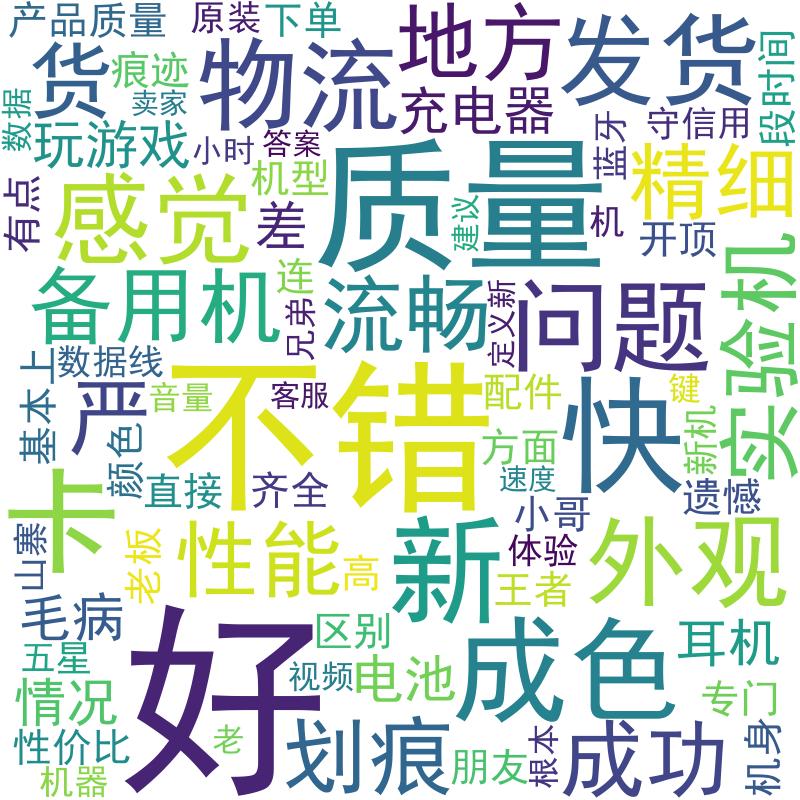 产品质量
原装
下单
货
痕迹
物流
地方
发货
段时间
数据
卖家
充电器
守信用
玩游戏
小时
答案
蓝牙
有点
感觉
机型
质量
精细
差
建议
机
开顶
备用机
连
流畅
定义新
问题
实验机
兄弟
基本上
数据线
严
音量
客服
不错
配件
快
键
颜色
方面
新机
卡
直接
齐全
速度
遗憾
山寨
老板
性能
高
新
小哥
体验
王者
外观
毛病
好
区别
成色
耳机
五星
视频
电池
情况
专门
性价比
老
划痕
朋友
根本
成功
机身
机器